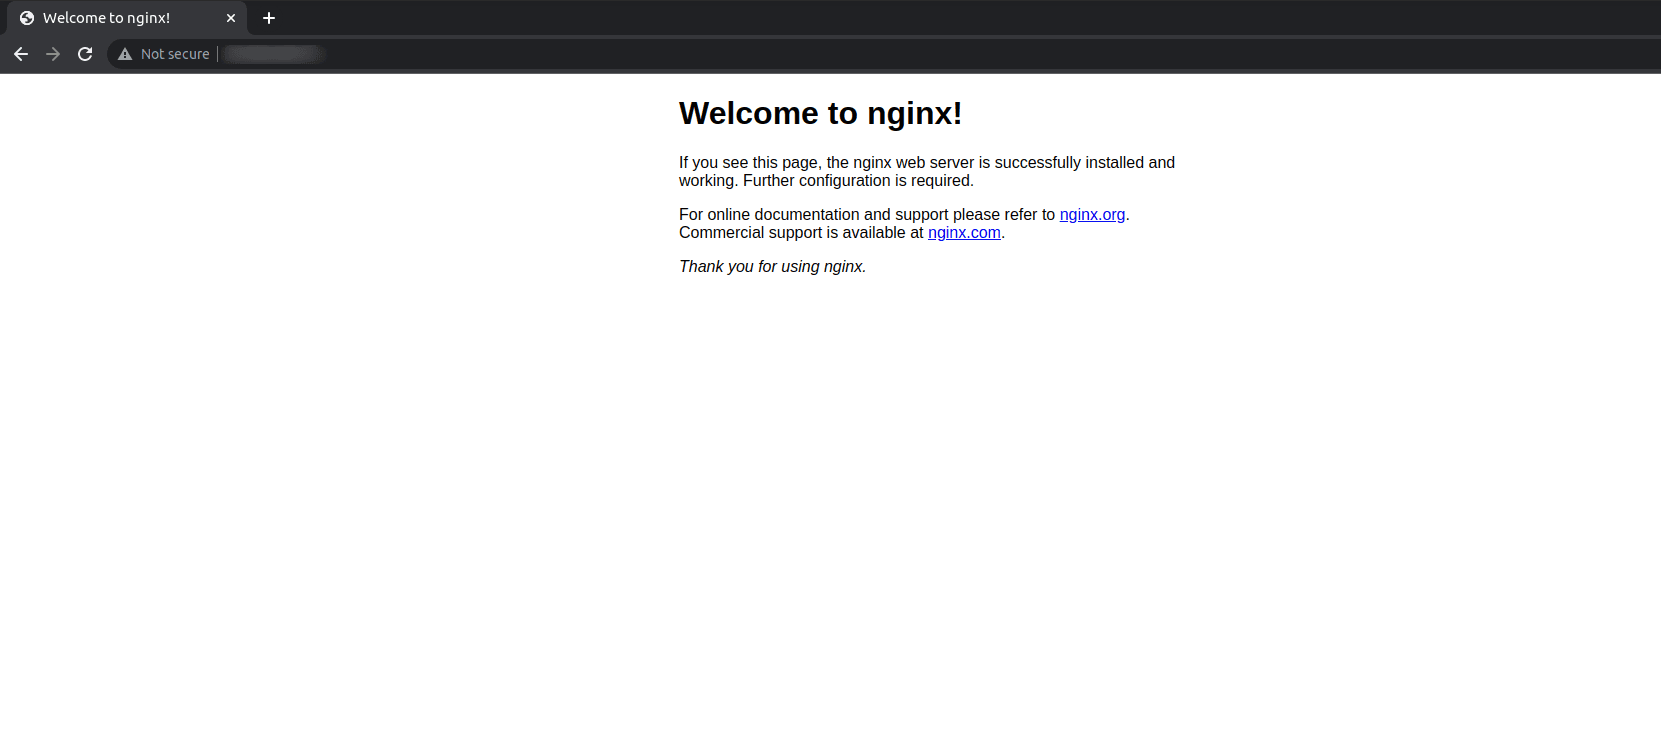 Welcome to nginx!
Not secure
Welcome to nginx!
If you see this page, the nginx web server is successfully installed and
working. Further configuration is required.
For online documentation and support please refer to nginx.org.
Commercial support is available at nginx.com.
Thank you for using nginx.